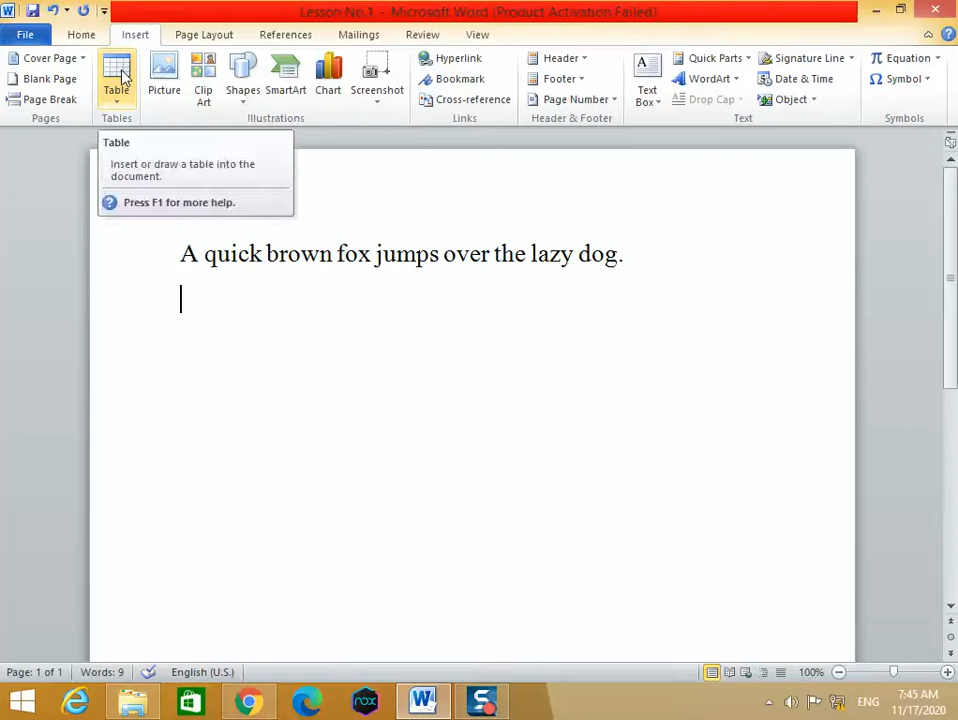 Lesson No.1 - Microsoft Word (Product Activation Failed)
File Home Insert Page Layout References Mailings Review View
Cover Page
Blank Page
Page Break
Pages
Table
Tables
Picture
Clip Art
Shapes
SmartArt
Chart
Screenshot
Illustrations
Hyperlink
Bookmark
Cross-reference
Links
Header
Footer
Page Number
Header & Footer
Text Box
Quick Parts
WordArt
Drop Cap
Signature Line
Date & Time
Object
Text
Equation
Symbol
Symbols
Table
Insert or draw a table into the
document.
Press F1 for more help.
A quick brown fox jumps over the lazy dog.
Page: 1 of 1 Words: 9 English (U.S.) 100%
nox ENG 7:45 AM
11/17/2020